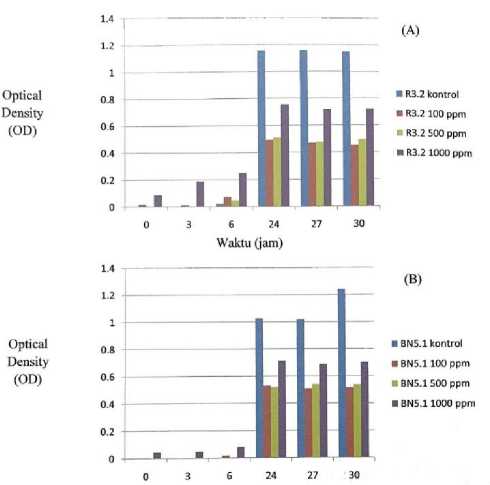 (A)
1.4
1.2
1
0.8
0.6
0.4
0.2
0
Optical
Density
(OD)
0 3 6 24 27 30
Waktu (jam)
R3.2 kontrol
R3.2 100 ppm
R3.2 500 ppm
R3.2 1000 ppm
(B)
1.4
1.2
1
0.8
0.6
0.4
0.2
0
Optical
Density
(OD)
0 3 6 24 27 30
BN5.1 kontrol
BN5.1 100 ppm
BN5.1 500 ppm
BN5.1 1000 ppm